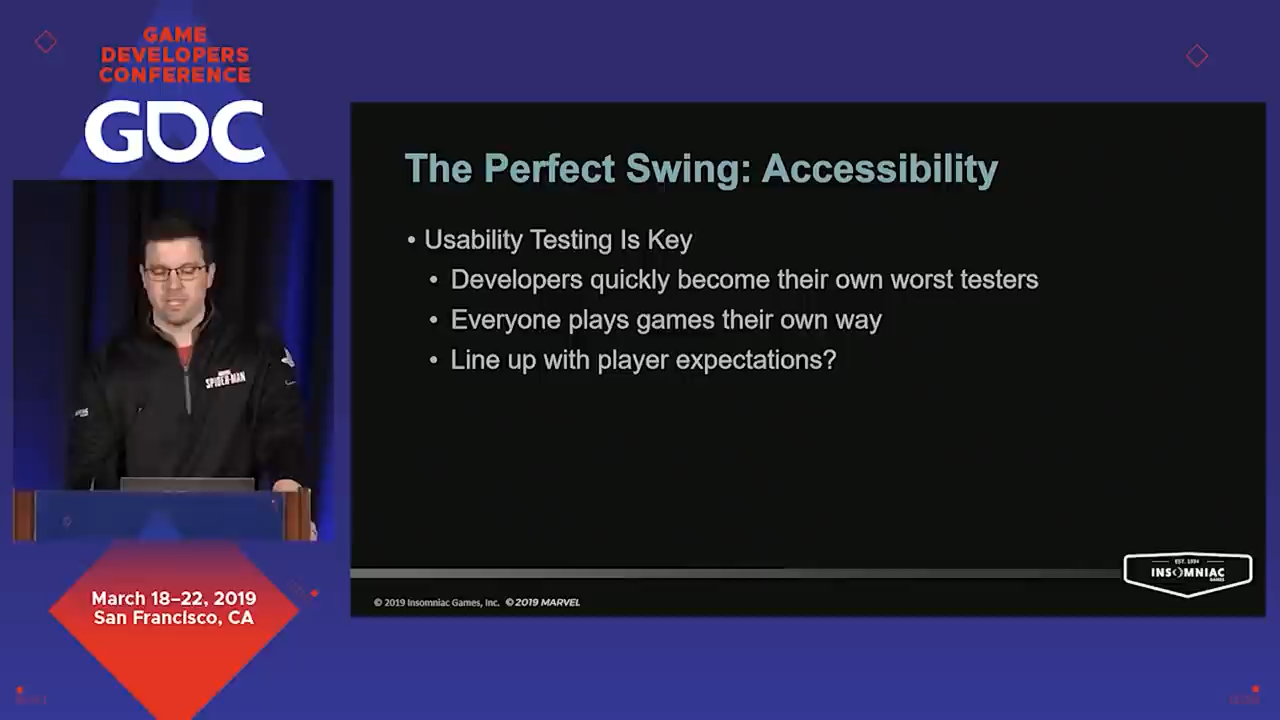 GAME
DEVELOPERS
CONFERENCE
GDC
MARVEL
SPIDER-MAN
March 18–22, 2019
San Francisco, CA
The Perfect Swing: Accessibility
• Usability Testing Is Key
• Developers quickly become their own worst testers
• Everyone plays games their own way
• Line up with player expectations?
EST. 1994
INSOMNIAC
GAMES
© 2019 Insomniac Games, Inc. © 2019 MARVEL